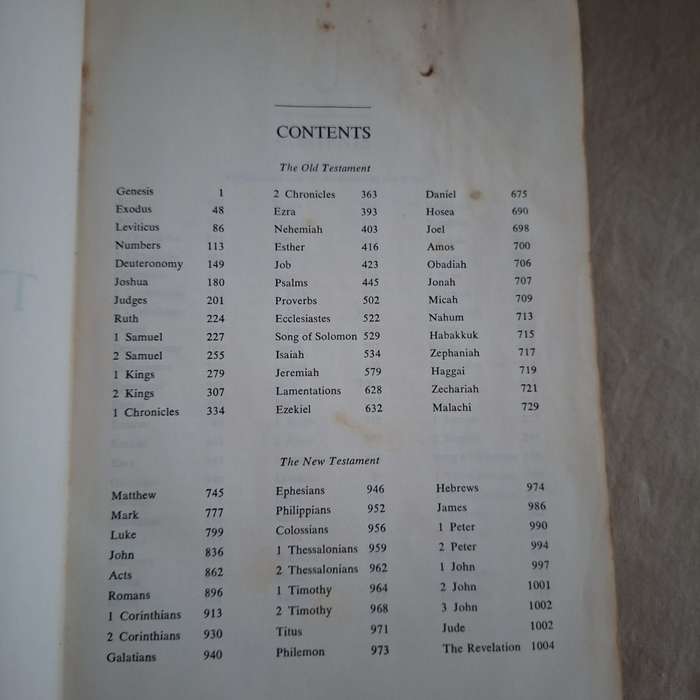 CONTENTS
The Old Testament
Genesis 1
Exodus 48
Leviticus 86
Numbers 113
Deuteronomy 149
Joshua 180
Judges 201
Ruth 224
1 Samuel 227
2 Samuel 255
1 Kings 279
2 Kings 307
1 Chronicles 334
2 Chronicles 363
Ezra 393
Nehemiah 403
Esther 416
Job 423
Psalms 445
Proverbs 502
Ecclesiastes 522
Song of Solomon 529
Isaiah 534
Jeremiah 579
Lamentations 628
Ezekiel 632
Daniel 675
Hosea 690
Joel 698
Amos 700
Obadiah 706
Jonah 707
Micah 709
Nahum 713
Habakkuk 715
Zephaniah 717
Haggai 719
Zechariah 721
Malachi 729
The New Testament
Matthew 745
Mark 777
Luke 799
John 836
Acts 862
Romans 896
1 Corinthians 913
2 Corinthians 930
Galatians 940
Ephesians 946
Philippians 952
Colossians 956
1 Thessalonians 959
2 Thessalonians 962
1 Timothy 964
2 Timothy 968
Titus 971
Philemon 973
Hebrews 974
James 986
1 Peter 990
2 Peter 994
1 John 997
2 John 1001
3 John 1002
Jude 1002
The Revelation 1004